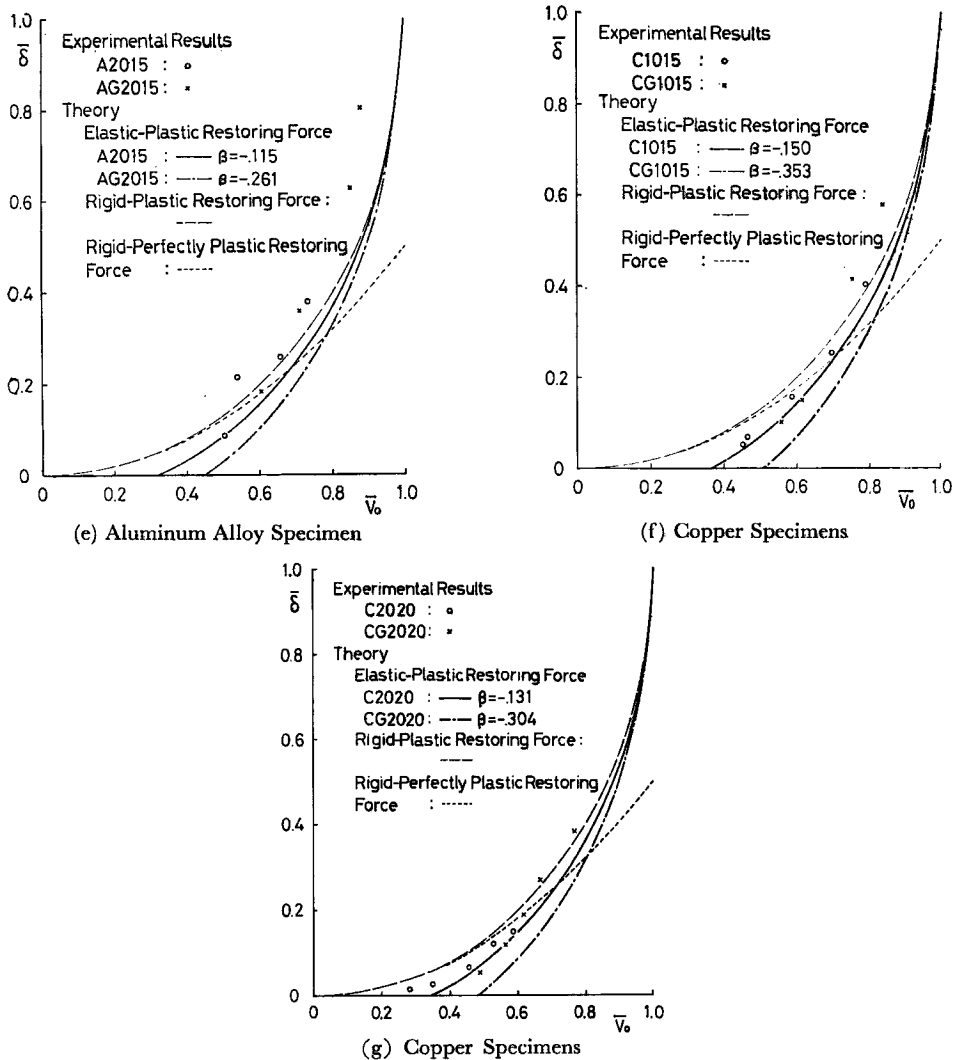 1.0
δ̄
Experimental Results
A2015 : o
AG2015 : ×
0.8
Theory
Elastic-Plastic Restoring Force
A2015 : —— β=-.115
AG2015 : —·— β=-.261
0.6
Rigid-Plastic Restoring Force :
— —
Rigid-Perfectly Plastic Restoring
Force : -----
0.4
0.2
0
0 0.2 0.4 0.6 0.8 1.0
V̄₀
(e) Aluminum Alloy Specimen
1.0
δ̄
Experimental Results
C1015 : o
CG1015 : ×
0.8
Theory
Elastic-Plastic Restoring Force
C1015 : —— β=-.150
CG1015 : —·— β=-.353
0.6
Rigid-Plastic Restoring Force :
— —
Rigid-Perfectly Plastic Restoring
Force : -----
0.4
0.2
0
0 0.2 0.4 0.6 0.8 1.0
V̄₀
(f) Copper Specimens
1.0
δ̄
Experimental Results
C2020 : o
CG2020: ×
0.8
Theory
Elastic-Plastic Restoring Force
C2020 : —— β=-.131
CG2020: —·— β=-.304
0.6
Rigid-Plastic Restoring Force :
— —
Rigid-Perfectly Plastic Restoring
Force : -----
0.4
0.2
0
0 0.2 0.4 0.6 0.8 1.0
V̄₀
(g) Copper Specimens